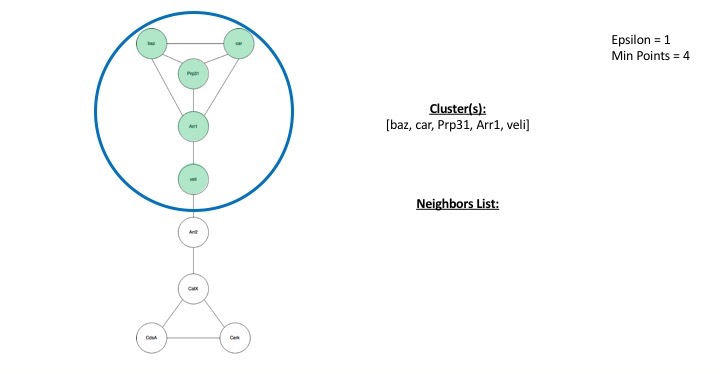 baz
car
Prp31
Arr1
veli
Arr2
CalX
CdsA
Cerk
Epsilon = 1
Min Points = 4
Cluster(s):
[baz, car, Prp31, Arr1, veli]
Neighbors List: